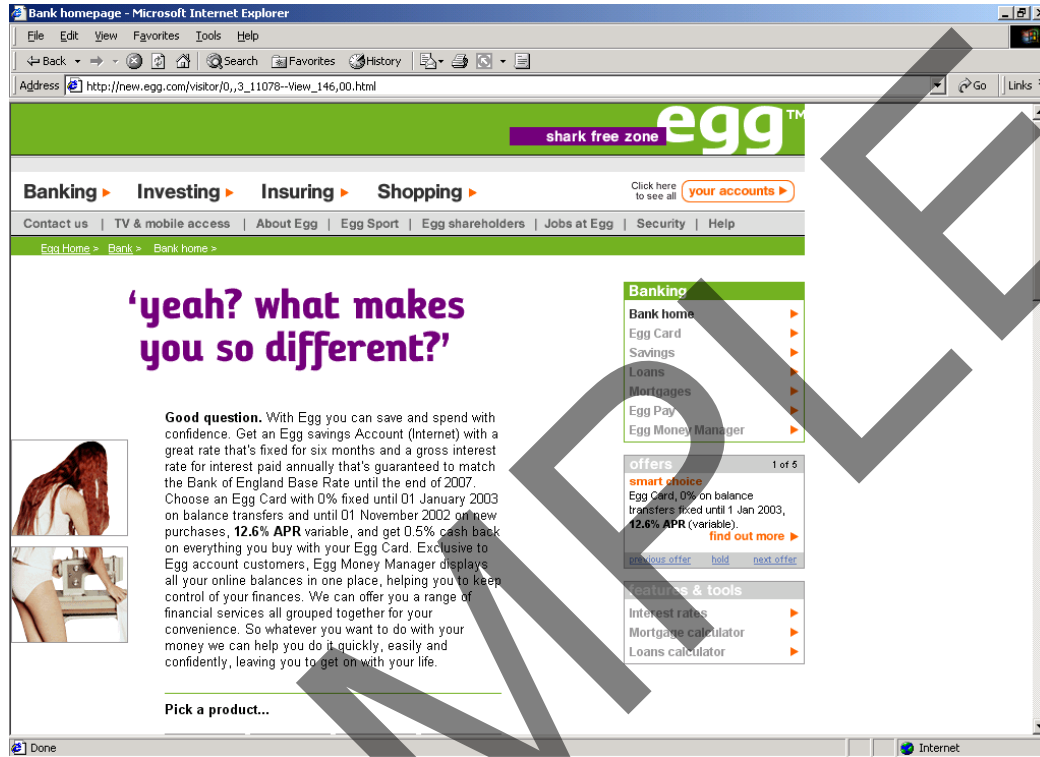 Bank homepage - Microsoft Internet Explorer
File Edit View Favorites Tools Help
Back Search Favorites History
Address http://new.egg.com/visitor/0,,3_11078--View_146,00.html Go Links
shark free zone egg™
Banking Investing Insuring Shopping
Click here to see all your accounts
Contact us | TV & mobile access | About Egg | Egg Sport | Egg shareholders | Jobs at Egg | Security | Help
Egg Home > Bank > Bank home >
‘yeah? what makes
you so different?’
Good question. With Egg you can save and spend with
confidence. Get an Egg savings Account (Internet) with a
great rate that's fixed for six months and a gross interest
rate for interest paid annually that's guaranteed to match
the Bank of England Base Rate until the end of 2007.
Choose an Egg Card with 0% fixed until 01 January 2003
on balance transfers and until 01 November 2002 on new
purchases, 12.6% APR variable, and get 0.5% cash back
on everything you buy with your Egg Card. Exclusive to
Egg account customers, Egg Money Manager displays
all your online balances in one place, helping you to keep
control of your finances. We can offer you a range of
financial services all grouped together for your
convenience. So whatever you want to do with your
money we can help you do it quickly, easily and
confidently, leaving you to get on with your life.
Pick a product...
Banking
Bank home
Egg Card
Savings
Loans
Mortgages
Egg Pay
Egg Money Manager
offers 1 of 5
smart choice
Egg Card, 0% on balance
transfers fixed until 1 Jan 2003,
12.6% APR (variable).
find out more
previous offer hold next offer
features & tools
Interest rates
Mortgage calculator
Loans calculator
Done Internet
MPLE